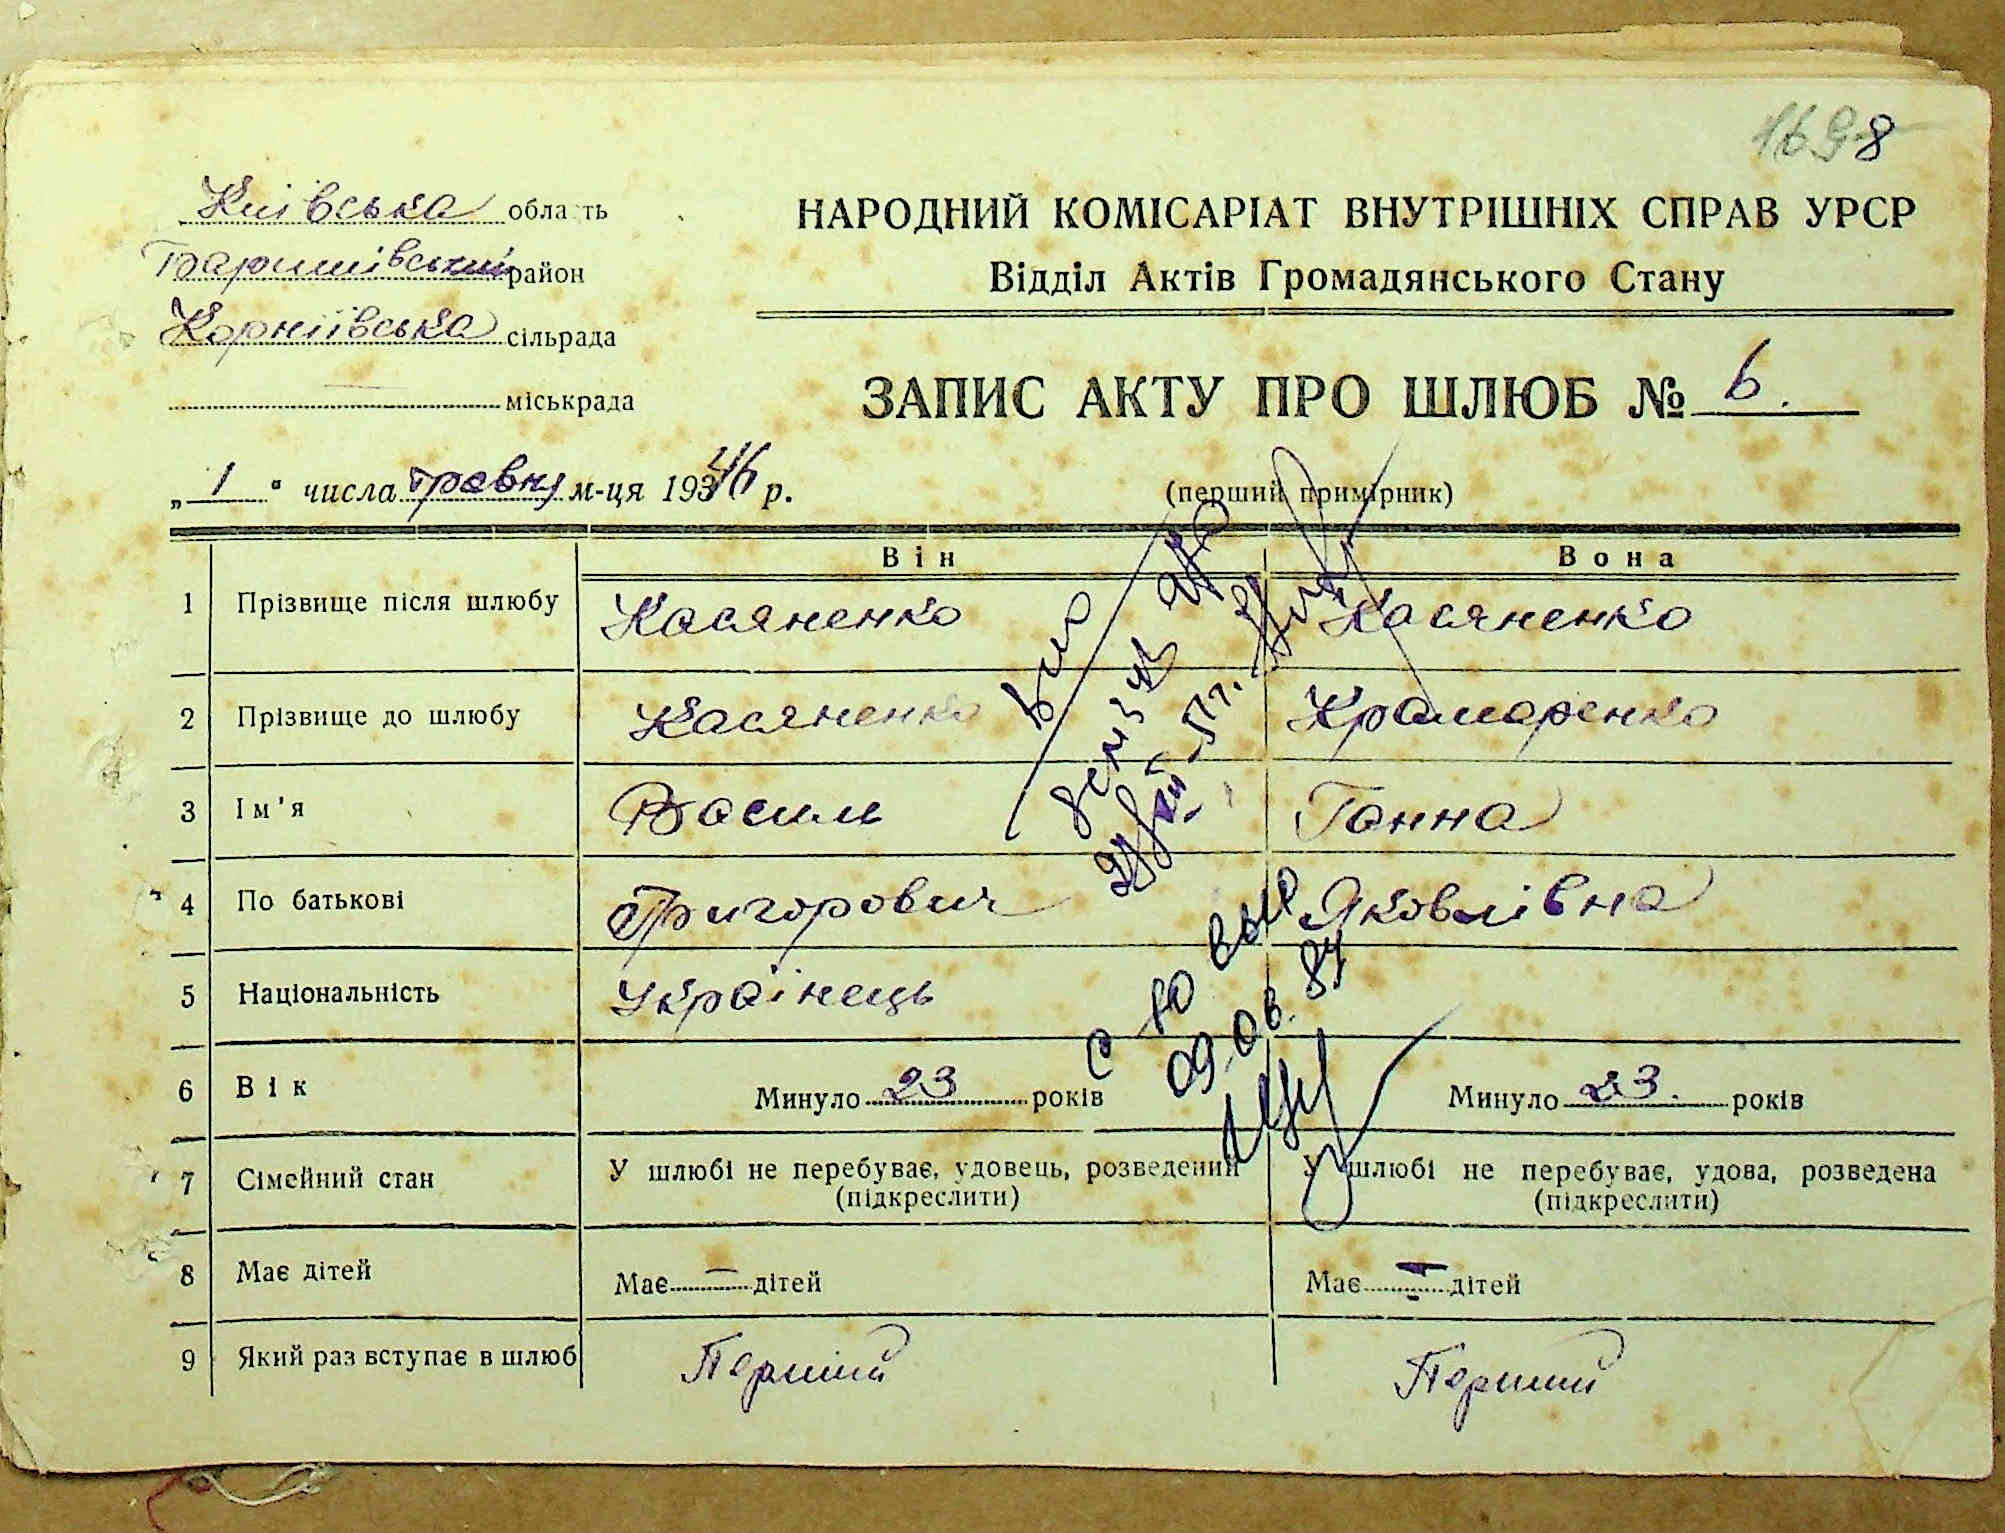 1698
Київська область
Баришівський район
Корніївська сільрада
міськрада
НАРОДНИЙ КОМІСАРІАТ ВНУТРІШНІХ СПРАВ УРСР
Відділ Актів Громадянського Стану
ЗАПИС АКТУ ПРО ШЛЮБ № 6.
„ 1 " числа травня м-ця 1946 р.
(перший примірник)
Він Вона
1 Прізвище після шлюбу Касяненко Касяненко
2 Прізвище до шлюбу Касяненко Крамаренко
3 Ім'я Василь Ганна
4 По батькові Григорович Яковлівна
5 Національність Українець
6 Вік Минуло 23 років Минуло 23. років
7 Сімейний стан У шлюбі не перебуває, удовець, розведений У шлюбі не перебуває, удова, розведена
(підкреслити) (підкреслити)
8 Має дітей Має — дітей Має — дітей
9 Який раз вступає в шлюб Перший Перший
09.06.87